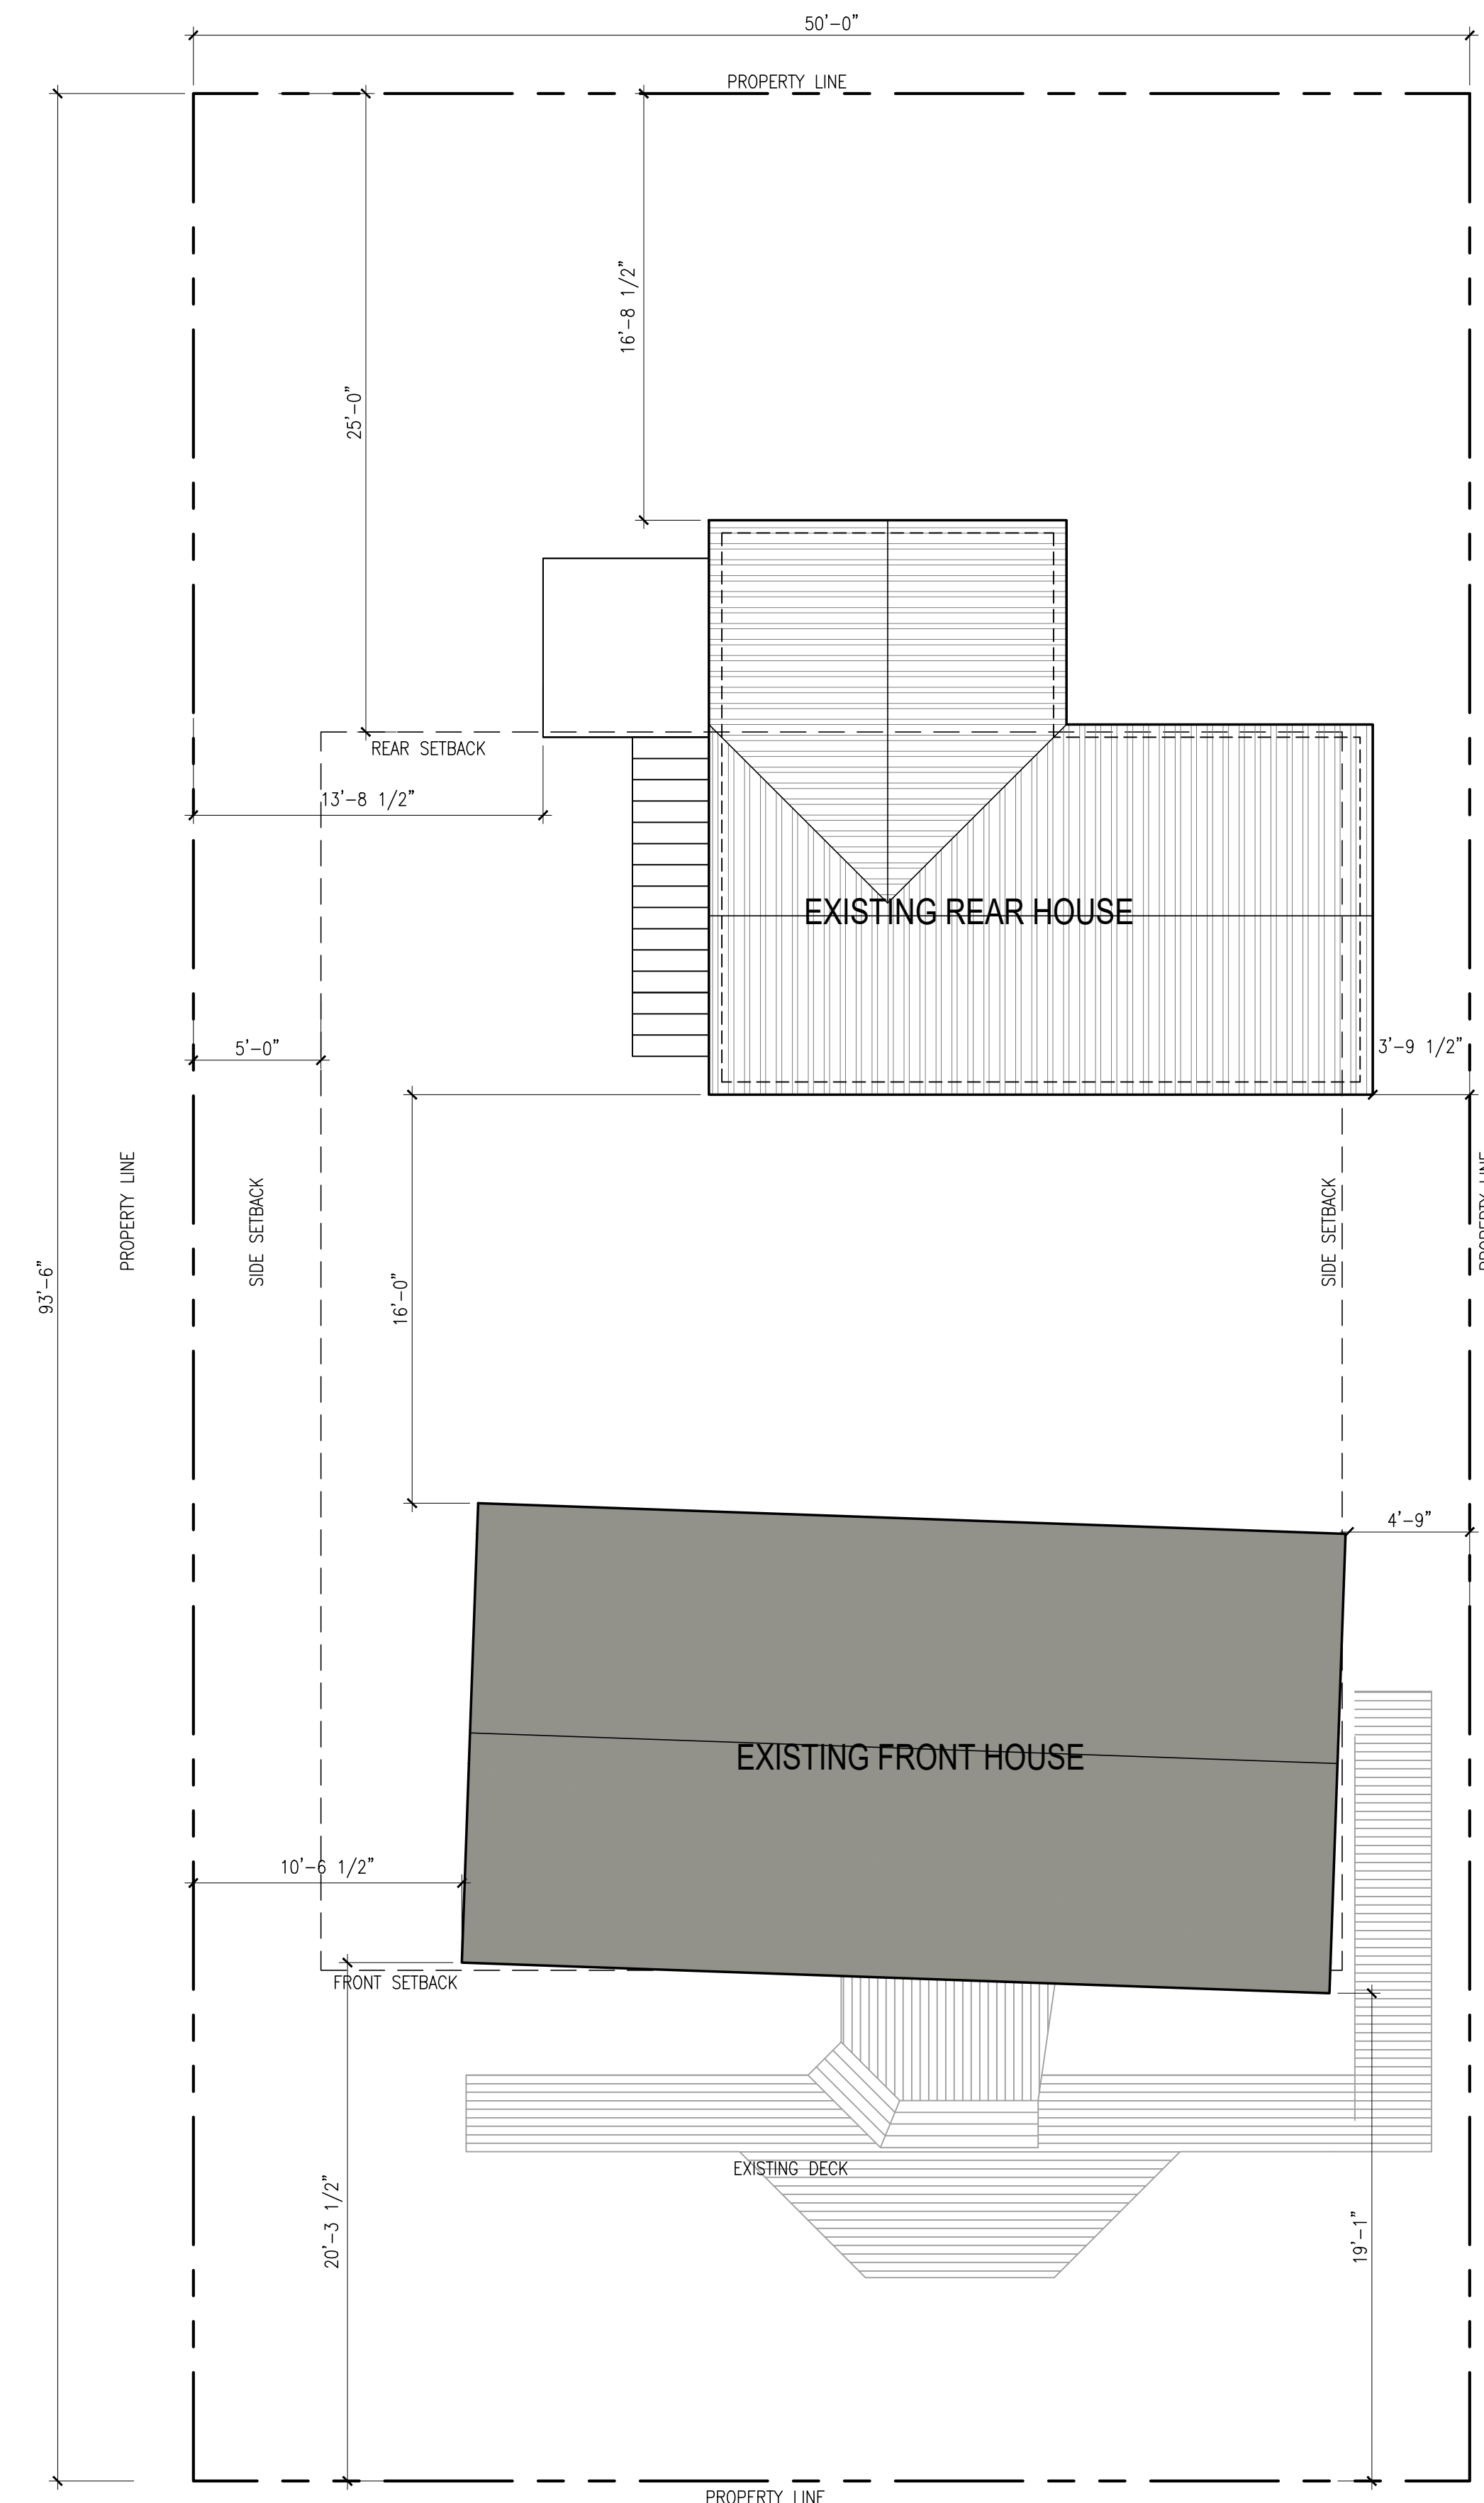 50'-0"
PROPERTY LINE
16'-8 1/2"
25'-0"
REAR SETBACK
13'-8 1/2"
EXISTING REAR HOUSE
5'-0"
3'-9 1/2"
PROPERTY LINE
SIDE SETBACK
SIDE SETBACK
PROPERTY LINE
93'-6"
16'-0"
4'-9"
EXISTING FRONT HOUSE
10'-6 1/2"
FRONT SETBACK
EXISTING DECK
20'-3 1/2"
19'-1"
PROPERTY LINE